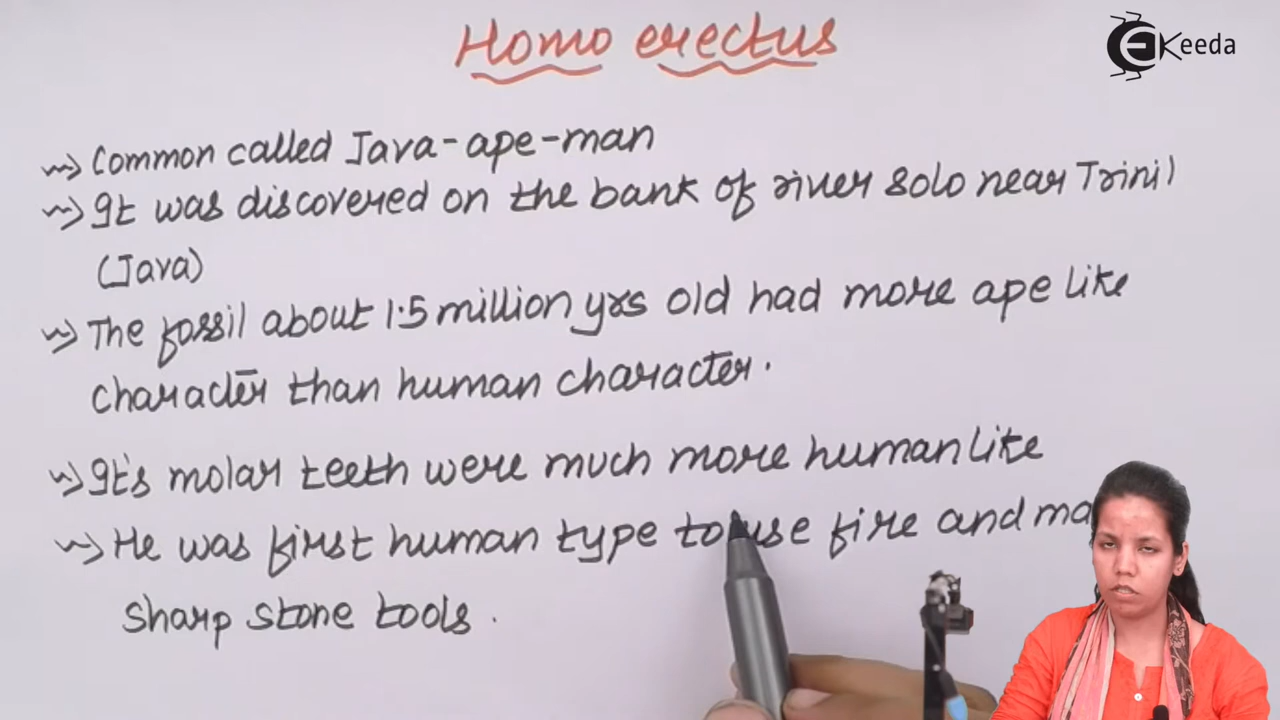 Homo erectus
EKeeda
⇝ Common called Java-ape-man
⇝ It was discovered on the bank of river solo near Trinil
(Java)
⇝ The fossil about 1.5 million yrs old had more ape like
character than human character.
⇝ It's molar teeth were much more human like
⇝ He was first human type to use fire and ma
sharp stone tools.